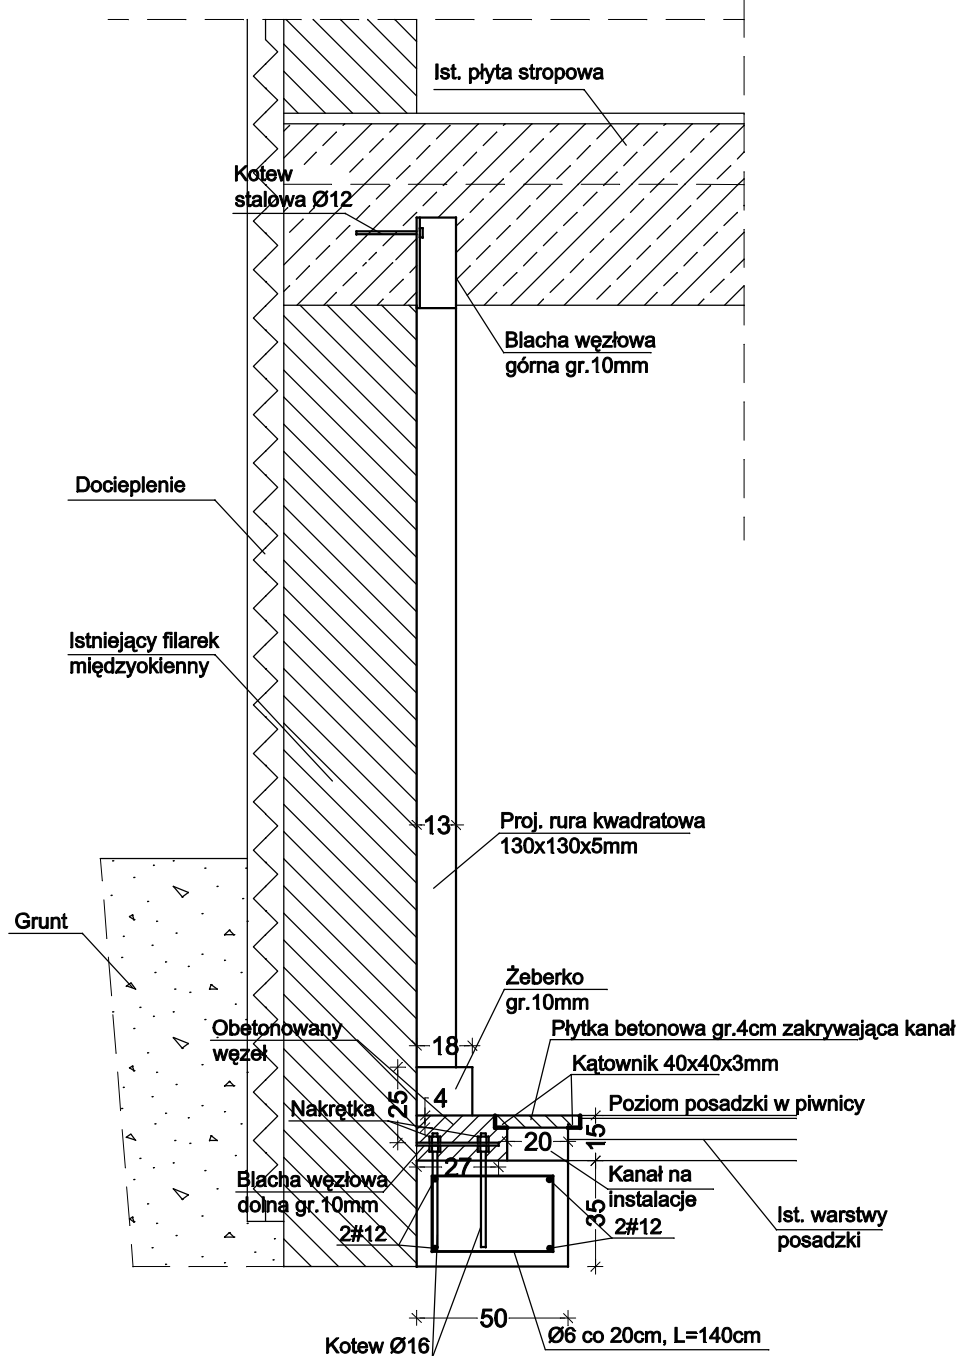 Ist. płyta stropowa
Kotew
stalowa Ø12
Blacha węzłowa
górna gr.10mm
Docieplenie
Istniejący filarek
międzyokienny
13
Proj. rura kwadratowa
130x130x5mm
Grunt
Żeberko
gr.10mm
Obetonowany
węzeł
18
Płytka betonowa gr.4cm zakrywająca kanał
Kątownik 40x40x3mm
25
4
Nakrętka
Poziom posadzki w piwnicy
20
15
27
Blacha węzłowa
dolna gr.10mm
Kanał na
instalacje
35
2#12
2#12
Ist. warstwy
posadzki
50
Kotew Ø16
Ø6 co 20cm, L=140cm